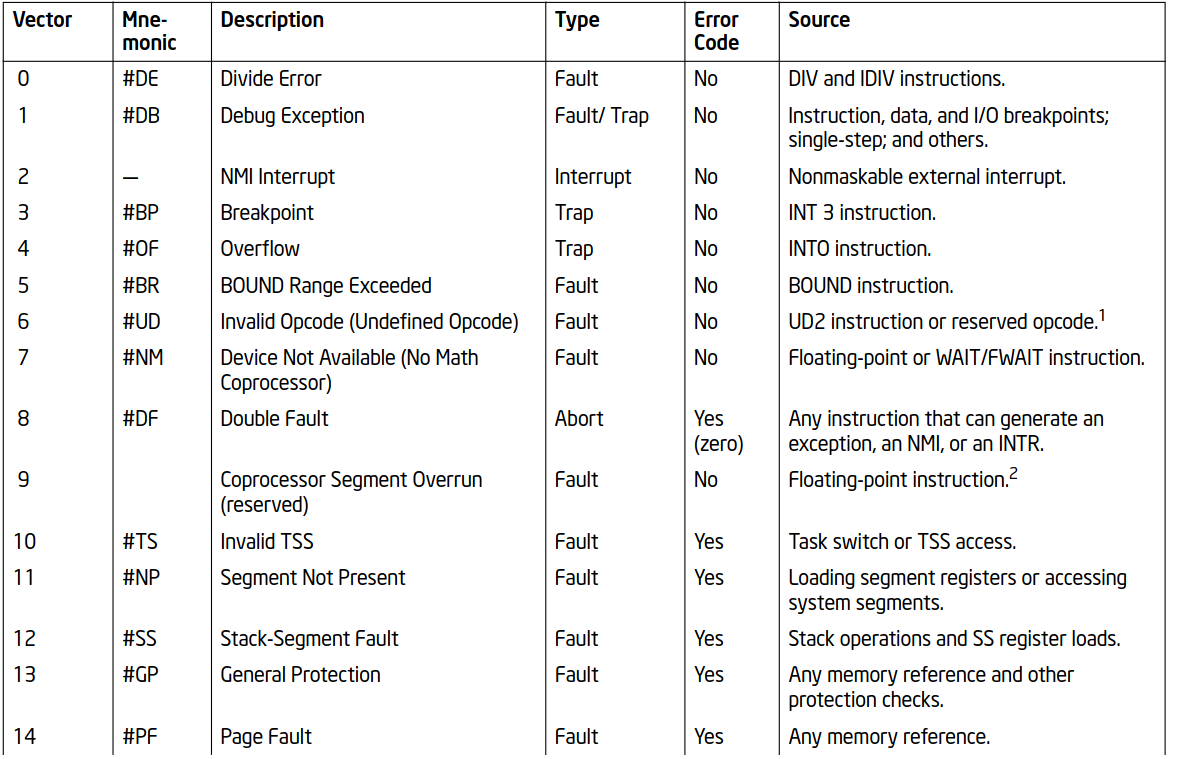 Vector Mne- Description Type Error Source
monic Code
0 #DE Divide Error Fault No DIV and IDIV instructions.
1 #DB Debug Exception Fault/ Trap No Instruction, data, and I/O breakpoints;
single-step; and others.
2 — NMI Interrupt Interrupt No Nonmaskable external interrupt.
3 #BP Breakpoint Trap No INT 3 instruction.
4 #OF Overflow Trap No INTO instruction.
5 #BR BOUND Range Exceeded Fault No BOUND instruction.
6 #UD Invalid Opcode (Undefined Opcode) Fault No UD2 instruction or reserved opcode.1
7 #NM Device Not Available (No Math Fault No Floating-point or WAIT/FWAIT instruction.
Coprocessor)
8 #DF Double Fault Abort Yes Any instruction that can generate an
(zero) exception, an NMI, or an INTR.
9 Coprocessor Segment Overrun Fault No Floating-point instruction.2
(reserved)
10 #TS Invalid TSS Fault Yes Task switch or TSS access.
11 #NP Segment Not Present Fault Yes Loading segment registers or accessing
system segments.
12 #SS Stack-Segment Fault Fault Yes Stack operations and SS register loads.
13 #GP General Protection Fault Yes Any memory reference and other
protection checks.
14 #PF Page Fault Fault Yes Any memory reference.